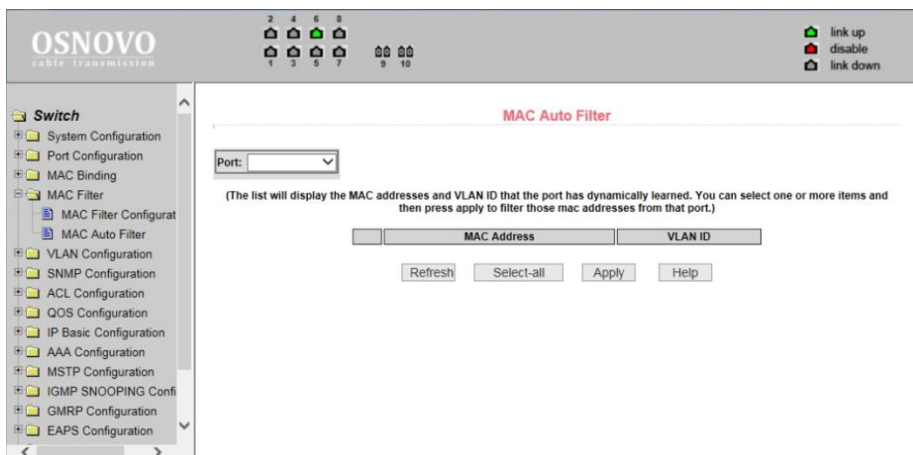 OSNOVO
cable transmission
2 4 6 8
1 3 5 7 9 10
link up
disable
link down
Switch
System Configuration
Port Configuration
MAC Binding
MAC Filter
MAC Filter Configurat
MAC Auto Filter
VLAN Configuration
SNMP Configuration
ACL Configuration
QOS Configuration
IP Basic Configuration
AAA Configuration
MSTP Configuration
IGMP SNOOPING Confi
GMRP Configuration
EAPS Configuration
MAC Auto Filter
Port:
(The list will display the MAC addresses and VLAN ID that the port has dynamically learned. You can select one or more items and
then press apply to filter those mac addresses from that port.)
MAC Address VLAN ID
Refresh Select-all Apply Help